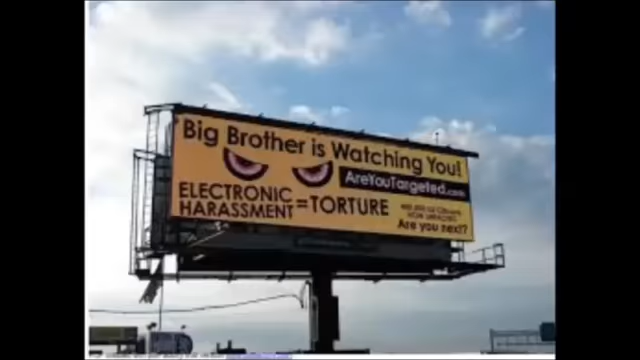 Big Brother is Watching You!
AreYouTargeted.com
ELECTRONIC
HARASSMENT = TORTURE
Are you next?